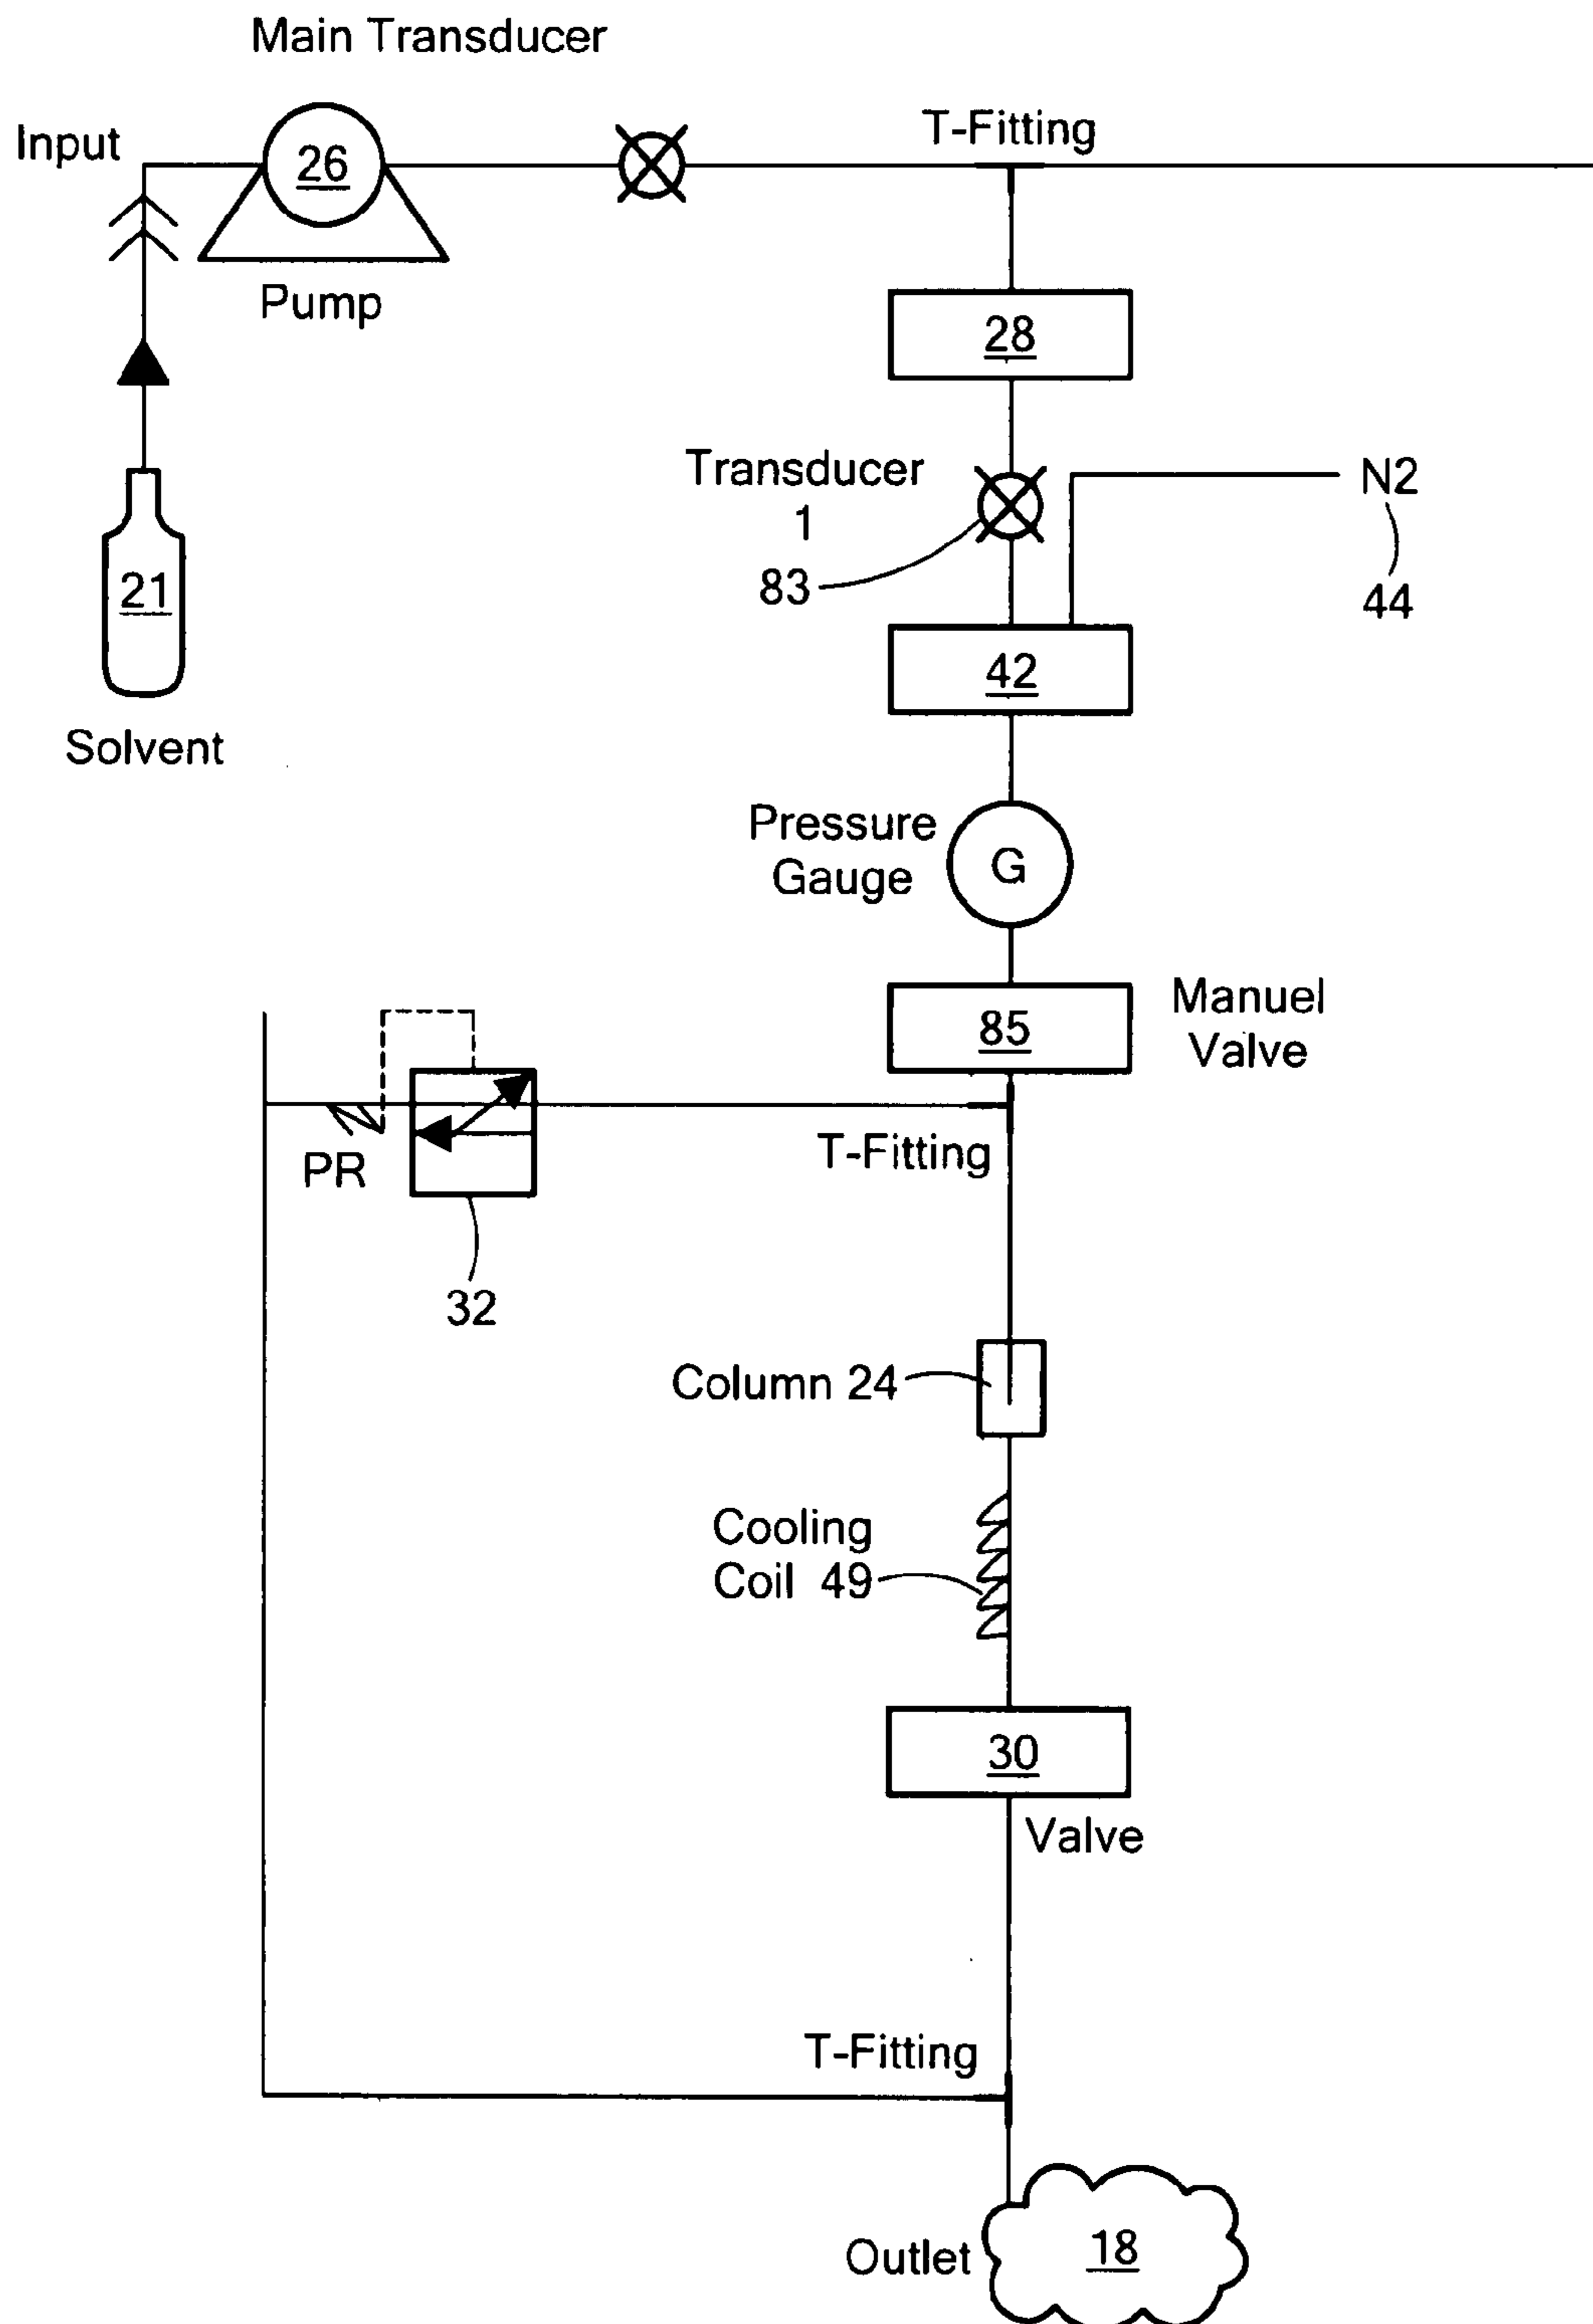 Main Transducer
Input
26
T-Fitting
Pump
28
Transducer
1
83
N2
44
21
42
Solvent
Pressure
Gauge
G
85
Manuel
Valve
T-Fitting
PR
32
Column 24
Cooling
Coil 49
30
Valve
T-Fitting
Outlet
18